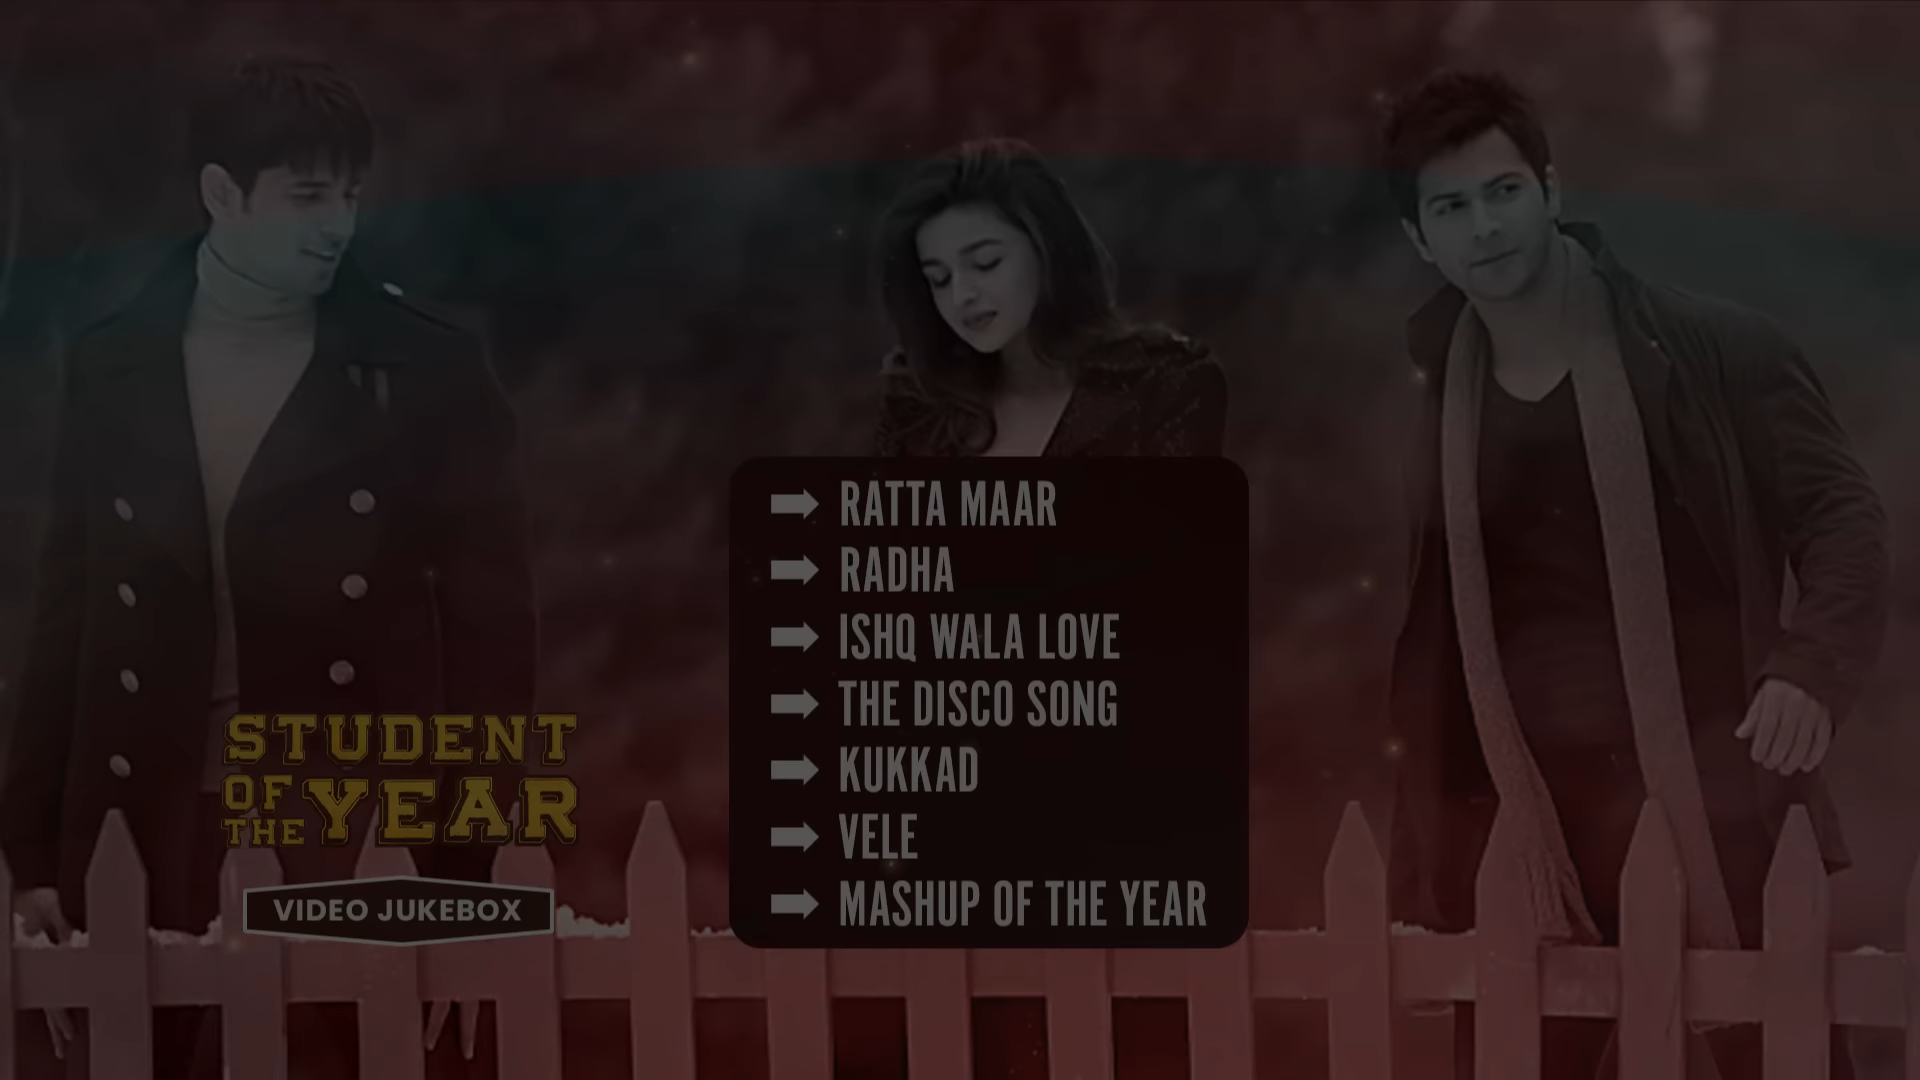 RATTA MAAR
RADHA
ISHQ WALA LOVE
THE DISCO SONG
KUKKAD
VELE
MASHUP OF THE YEAR
STUDENT
OF THE YEAR
VIDEO JUKEBOX